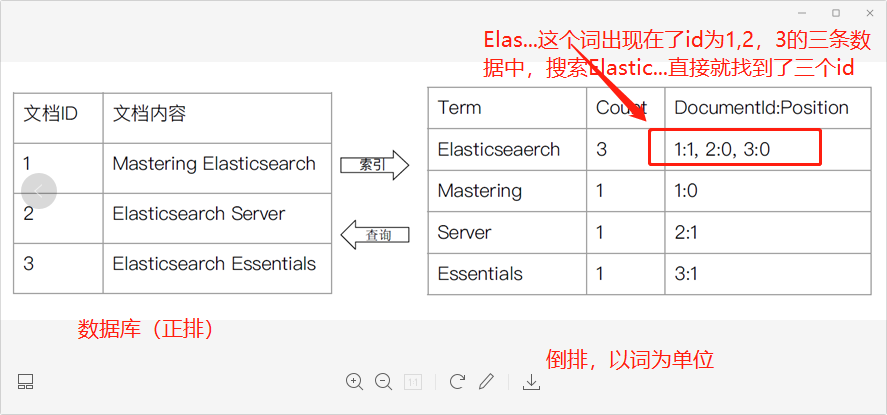 Elas...这个词出现在了id为1,2，3的三条数
据中，搜索Elastic...直接就找到了三个id
文档ID 文档内容
1 Mastering Elasticsearch
2 Elasticsearch Server
3 Elasticsearch Essentials
索引
查询
Term Count DocumentId:Position
Elasticseaerch 3 1:1, 2:0, 3:0
Mastering 1 1:0
Server 1 2:1
Essentials 1 3:1
数据库（正排）
倒排，以词为单位
1:1